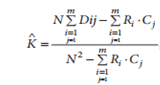 K̂ = (N ∑_{i=1, j=1}^{m} Dij − ∑_{i=1, j=1}^{m} R_i · C_j) / (N² − ∑_{i=1, j=1}^{m} R_i · C_j)